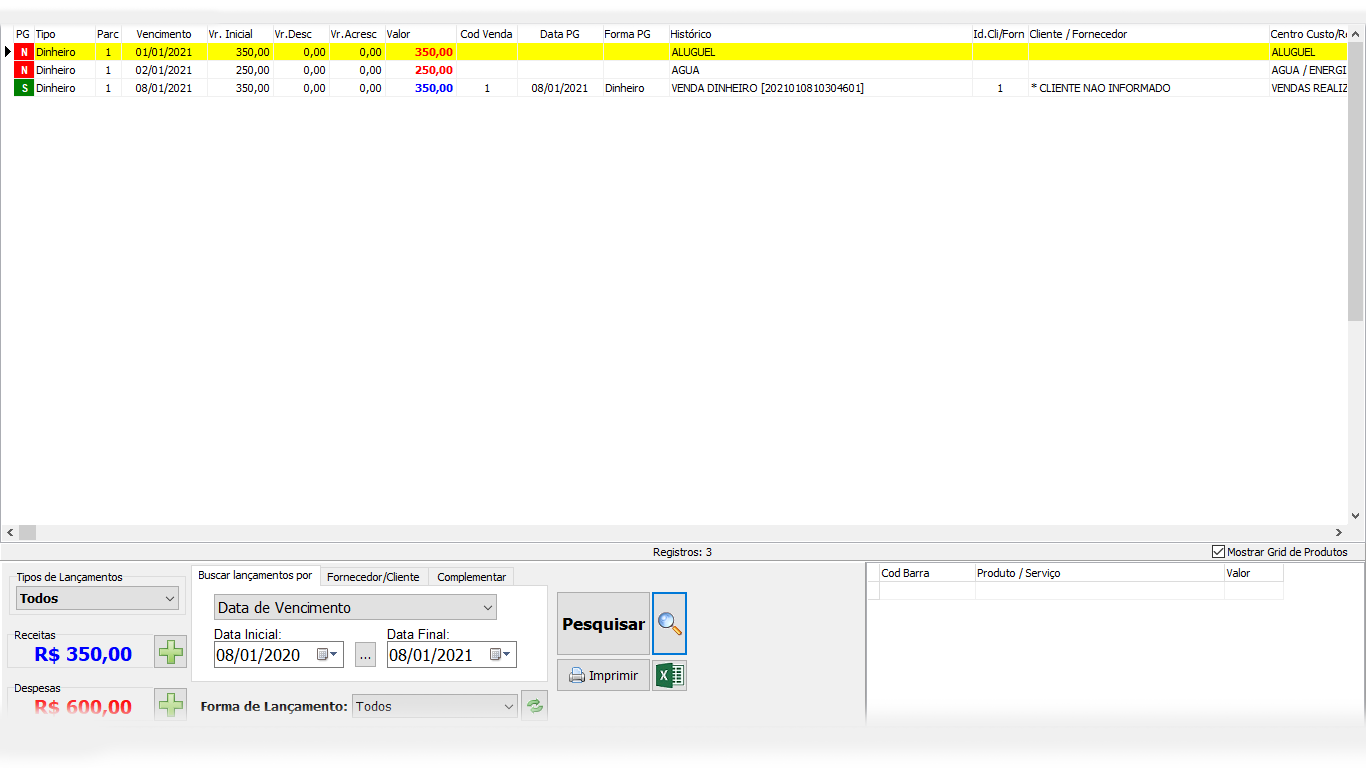 PG Tipo Parc Vencimento Vr. Inicial Vr.Desc Vr.Acresc Valor Cod Venda Data PG Forma PG Histórico Id.Cli/Forn Cliente / Fornecedor Centro Custo/Re
N Dinheiro 1 01/01/2021 350,00 0,00 0,00 350,00 ALUGUEL ALUGUEL
N Dinheiro 1 02/01/2021 250,00 0,00 0,00 250,00 AGUA AGUA / ENERGI
S Dinheiro 1 08/01/2021 350,00 0,00 0,00 350,00 1 08/01/2021 Dinheiro VENDA DINHEIRO [2021010810304601] 1 * CLIENTE NAO INFORMADO VENDAS REALIZ
Registros: 3 Mostrar Grid de Produtos
Tipos de Lançamentos
Todos
Receitas
R$ 350,00
Despesas
R$ 600,00
Buscar lançamentos por Fornecedor/Cliente Complementar
Data de Vencimento
Data Inicial: Data Final:
08/01/2020 ... 08/01/2021
Forma de Lançamento: Todos
Pesquisar
Imprimir
Cod Barra Produto / Serviço Valor